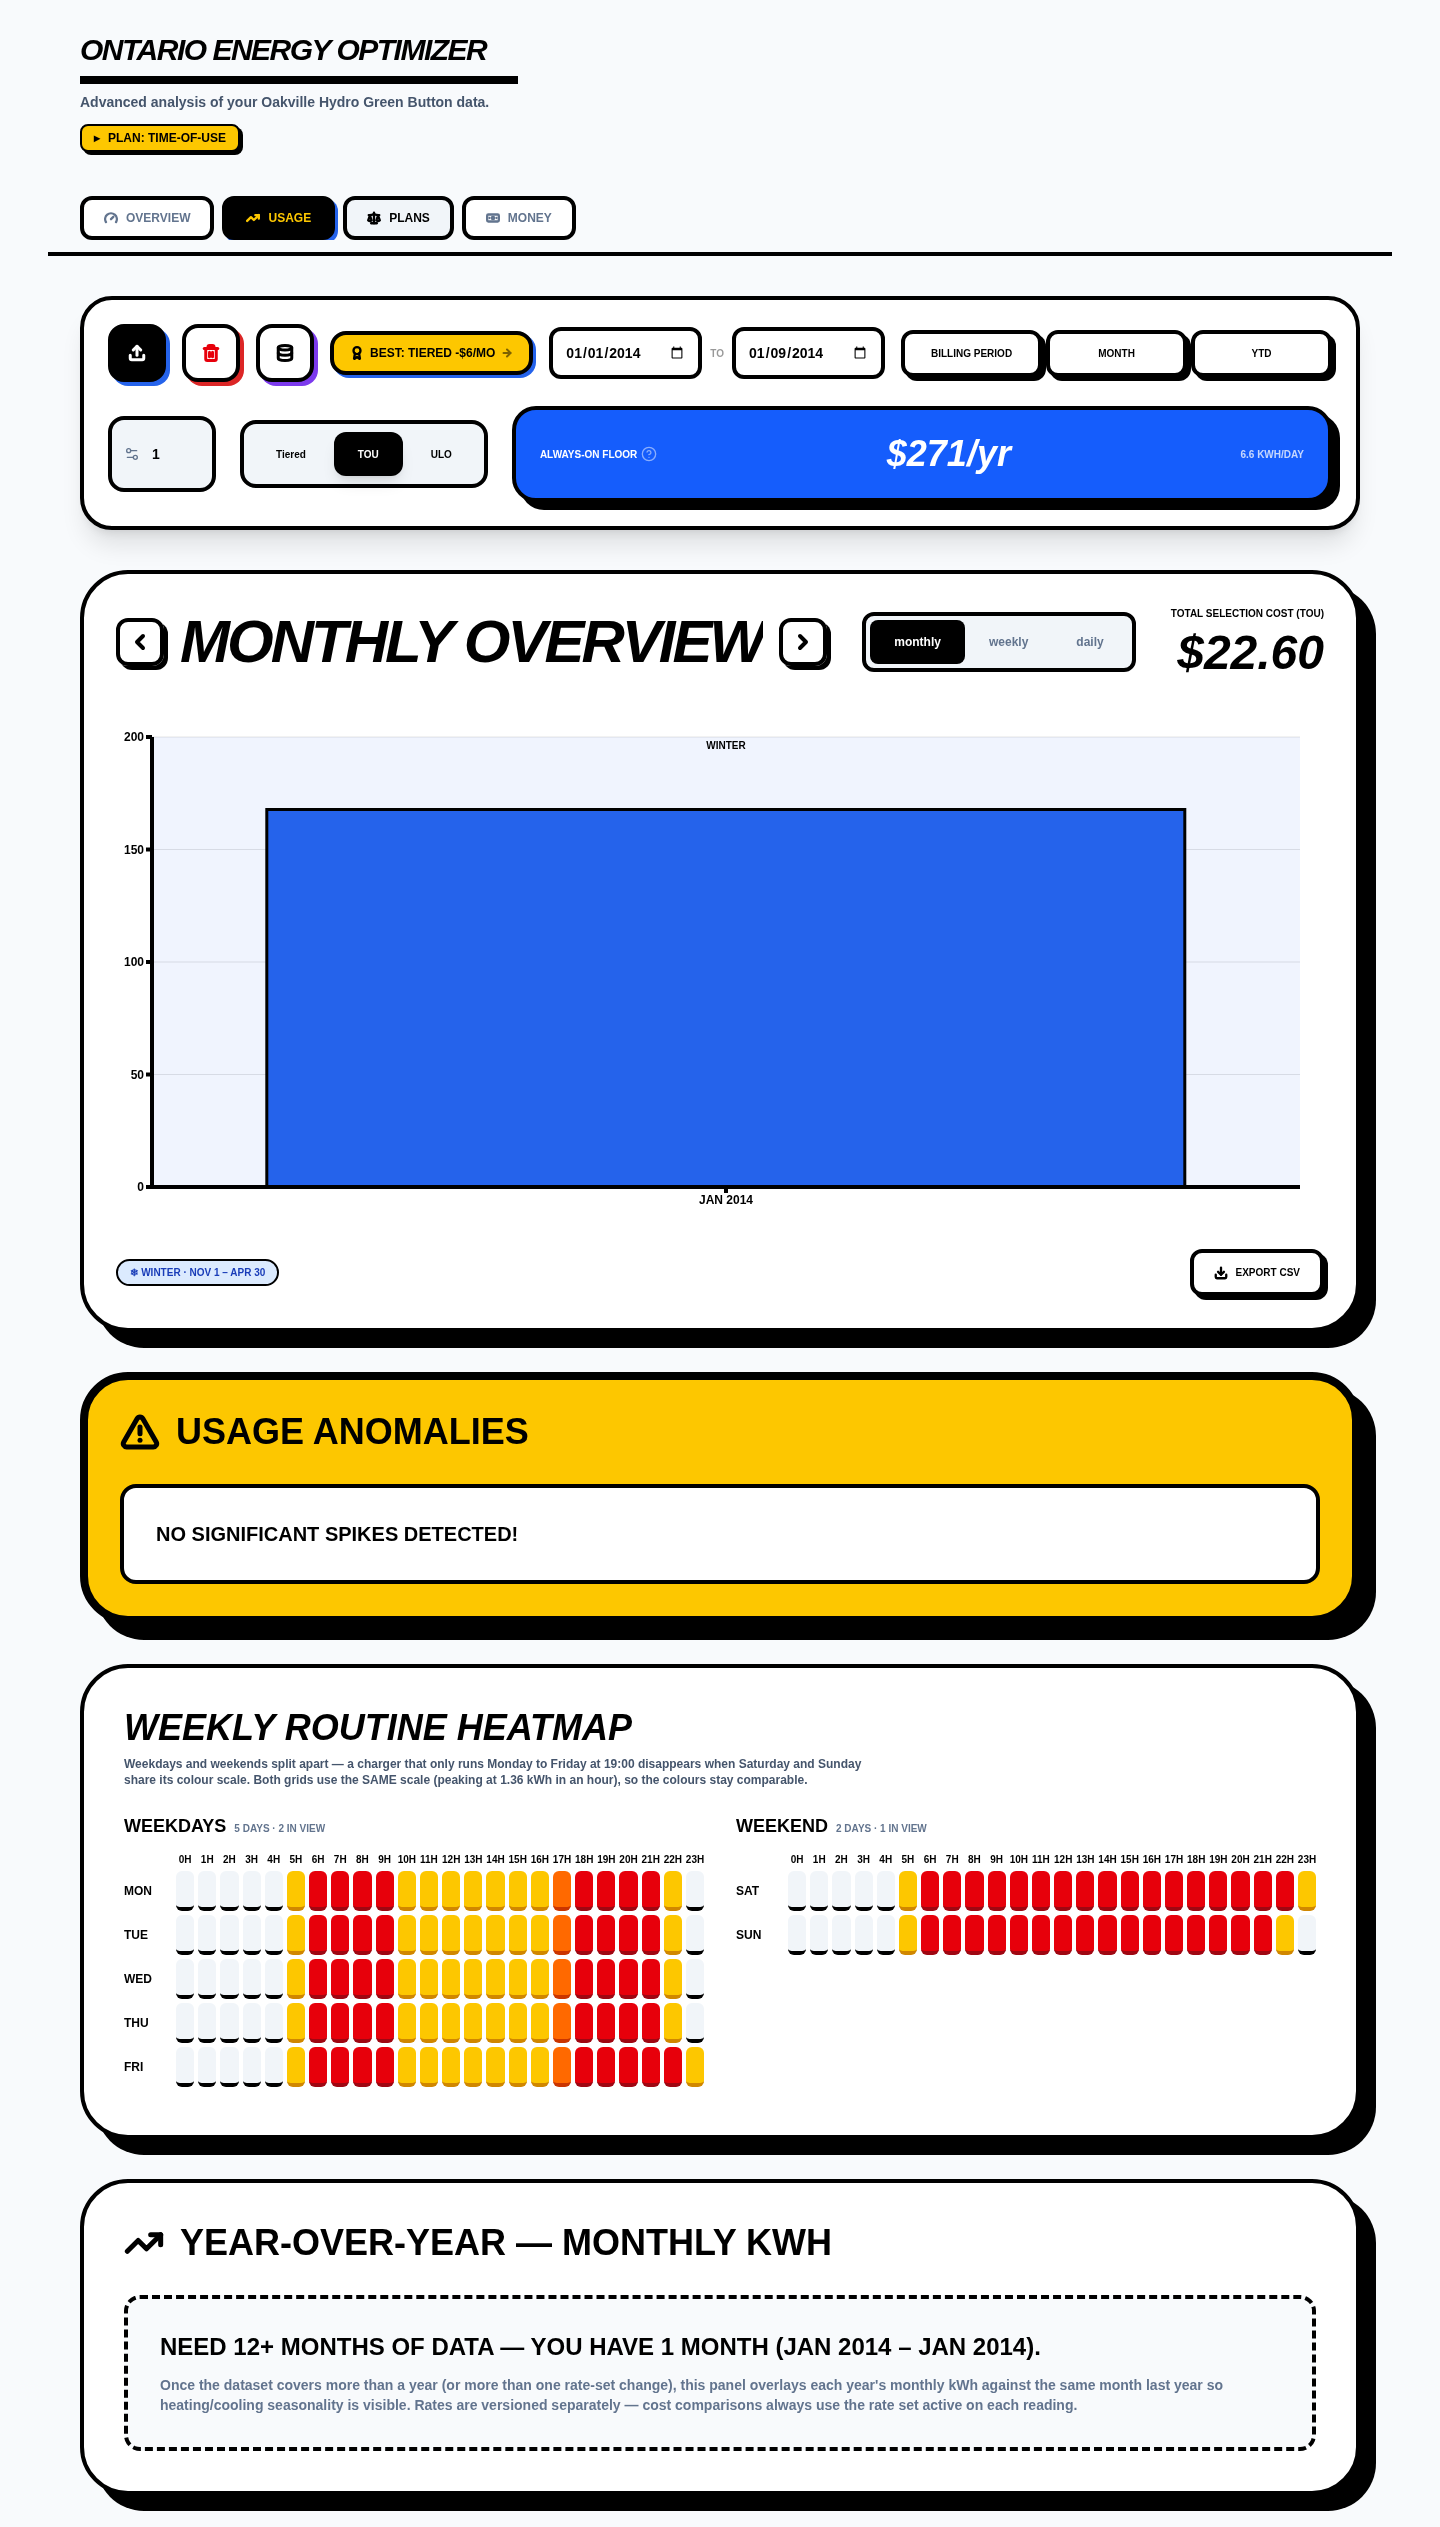 ONTARIO ENERGY OPTIMIZER
Advanced analysis of your Oakville Hydro Green Button data.
▸ PLAN: TIME-OF-USE
OVERVIEW USAGE PLANS MONEY
BEST: TIERED -$6/MO → 01/01/2014 TO 01/09/2014 BILLING PERIOD MONTH YTD
1 Tiered TOU ULO ALWAYS-ON FLOOR ? $271/yr 6.6 KWH/DAY
MONTHLY OVERVIEW monthly weekly daily
TOTAL SELECTION COST (TOU)
$22.60
200
WINTER
150
100
50
0
JAN 2014
❄ WINTER · NOV 1 – APR 30
EXPORT CSV
USAGE ANOMALIES
NO SIGNIFICANT SPIKES DETECTED!
WEEKLY ROUTINE HEATMAP
Weekdays and weekends split apart — a charger that only runs Monday to Friday at 19:00 disappears when Saturday and Sunday
share its colour scale. Both grids use the SAME scale (peaking at 1.36 kWh in an hour), so the colours stay comparable.
WEEKDAYS 5 DAYS · 2 IN VIEW
0H 1H 2H 3H 4H 5H 6H 7H 8H 9H 10H 11H 12H 13H 14H 15H 16H 17H 18H 19H 20H 21H 22H 23H
MON
TUE
WED
THU
FRI
WEEKEND 2 DAYS · 1 IN VIEW
0H 1H 2H 3H 4H 5H 6H 7H 8H 9H 10H 11H 12H 13H 14H 15H 16H 17H 18H 19H 20H 21H 22H 23H
SAT
SUN
YEAR-OVER-YEAR — MONTHLY KWH
NEED 12+ MONTHS OF DATA — YOU HAVE 1 MONTH (JAN 2014 – JAN 2014).
Once the dataset covers more than a year (or more than one rate-set change), this panel overlays each year's monthly kWh against the same month last year so
heating/cooling seasonality is visible. Rates are versioned separately — cost comparisons always use the rate set active on each reading.